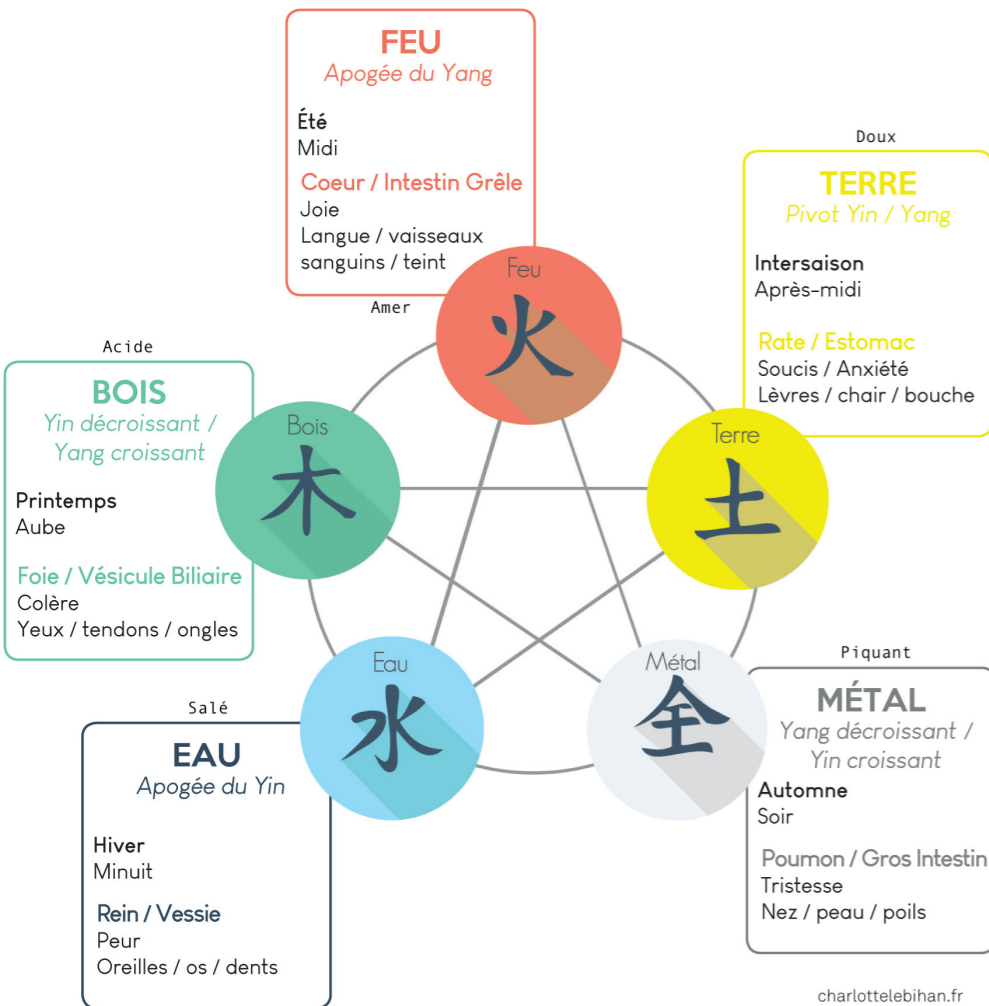 FEU
Apogée du Yang
Été
Midi
Coeur / Intestin Grêle
Joie
Langue / vaisseaux
sanguins / teint
Amer
Feu
火
Doux
TERRE
Pivot Yin / Yang
Intersaison
Après-midi
Rate / Estomac
Soucis / Anxiété
Lèvres / chair / bouche
Terre
土
Acide
BOIS
Yin décroissant /
Yang croissant
Printemps
Aube
Foie / Vésicule Biliaire
Colère
Yeux / tendons / ongles
Bois
木
Salé
EAU
Apogée du Yin
Hiver
Minuit
Rein / Vessie
Peur
Oreilles / os / dents
Eau
水
Piquant
MÉTAL
Yang décroissant /
Yin croissant
Automne
Soir
Poumon / Gros Intestin
Tristesse
Nez / peau / poils
Métal
全
charlottelebihan.fr